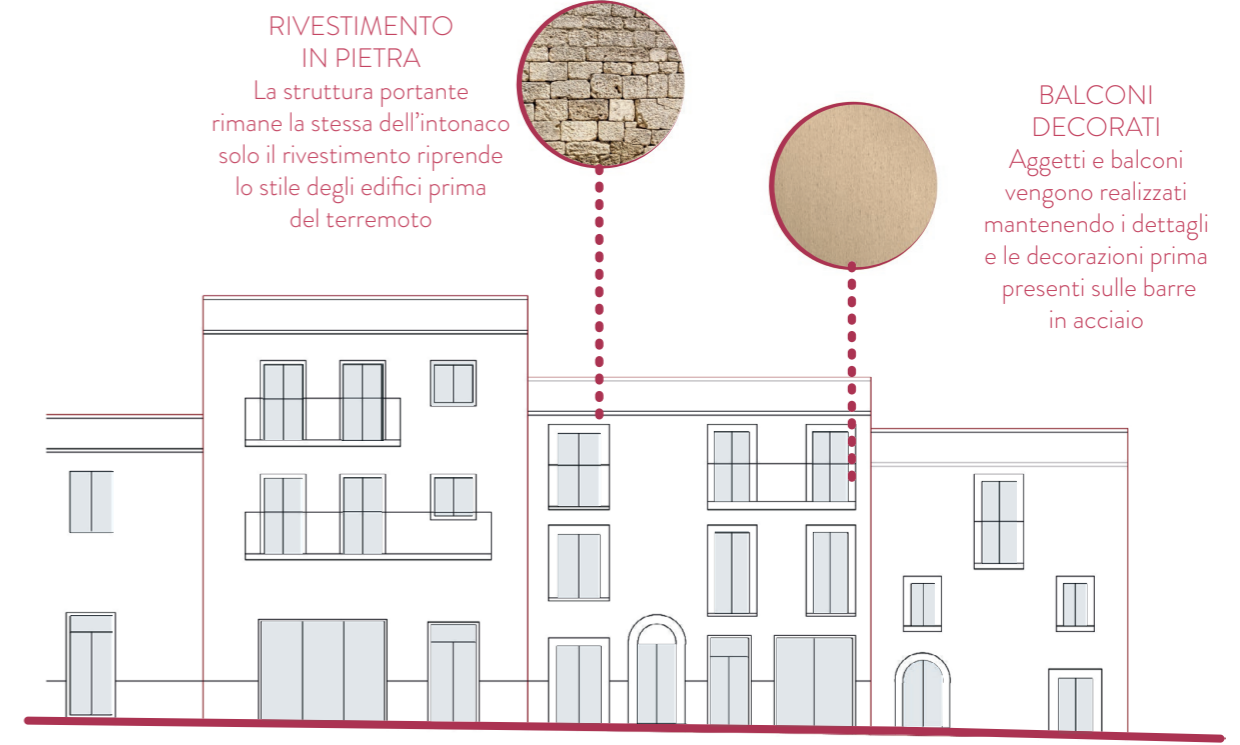 RIVESTIMENTO
IN PIETRA
La struttura portante
rimane la stessa dell'intonaco
solo il rivestimento riprende
lo stile degli edifici prima
del terremoto
BALCONI
DECORATI
Aggetti e balconi
vengono realizzati
mantenendo i dettagli
e le decorazioni prima
presenti sulle barre
in acciaio